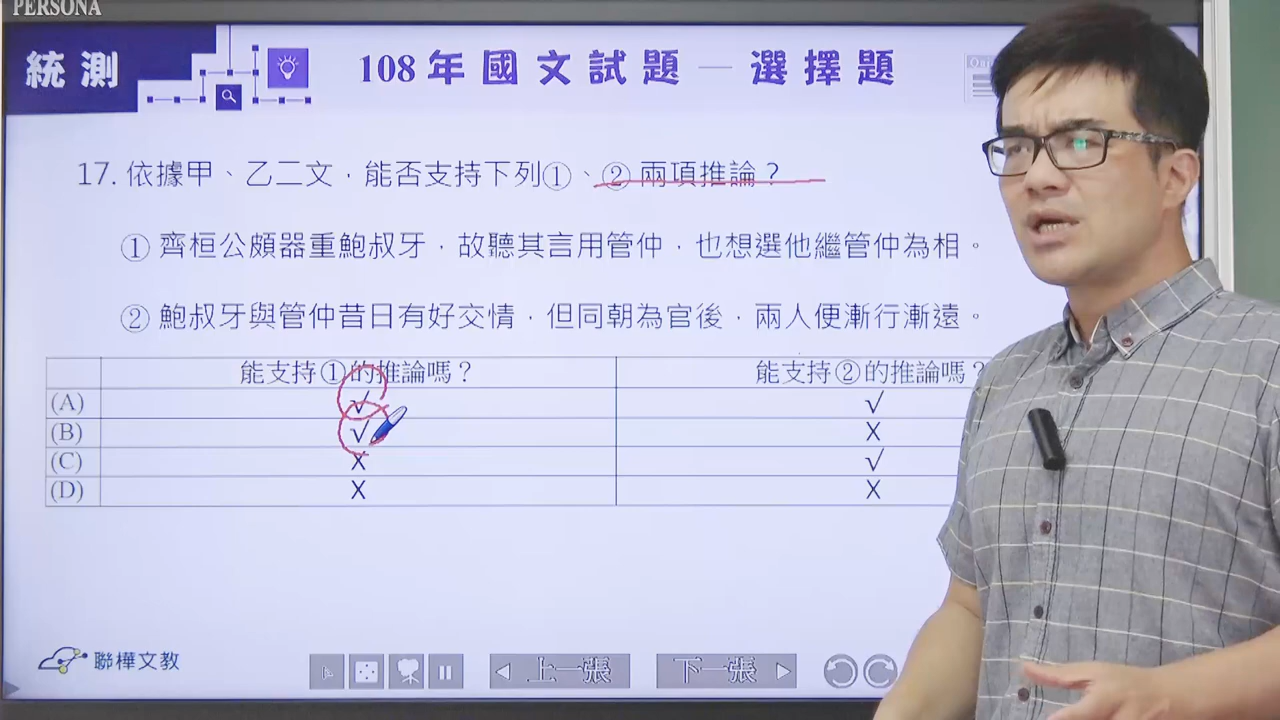 PERSONA
統測
108年國文試題—選擇題
17. 依據甲、乙二文，能否支持下列①、②兩項推論？
① 齊桓公頗器重鮑叔牙，故聽其言用管仲，也想選他繼管仲為相。
② 鮑叔牙與管仲昔日有好交情，但同朝為官後，兩人便漸行漸遠。
能支持①的推論嗎？ 能支持②的推論嗎？
(A) √ √
(B) √ X
(C) X √
(D) X X
聯樺文教 上一張 下一張